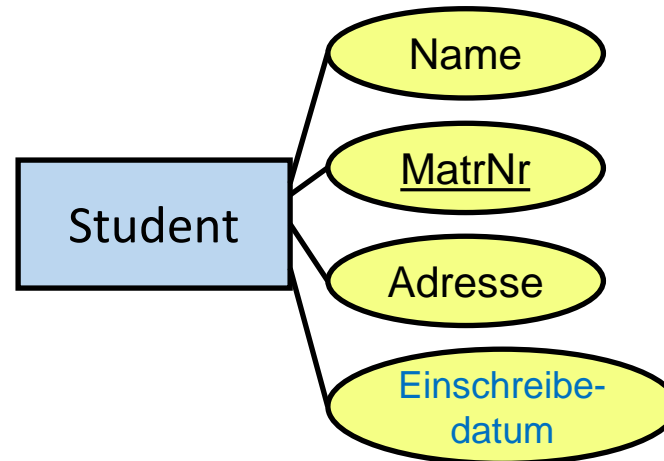 Name
MatrNr
Student
Adresse
Einschreibe-
datum